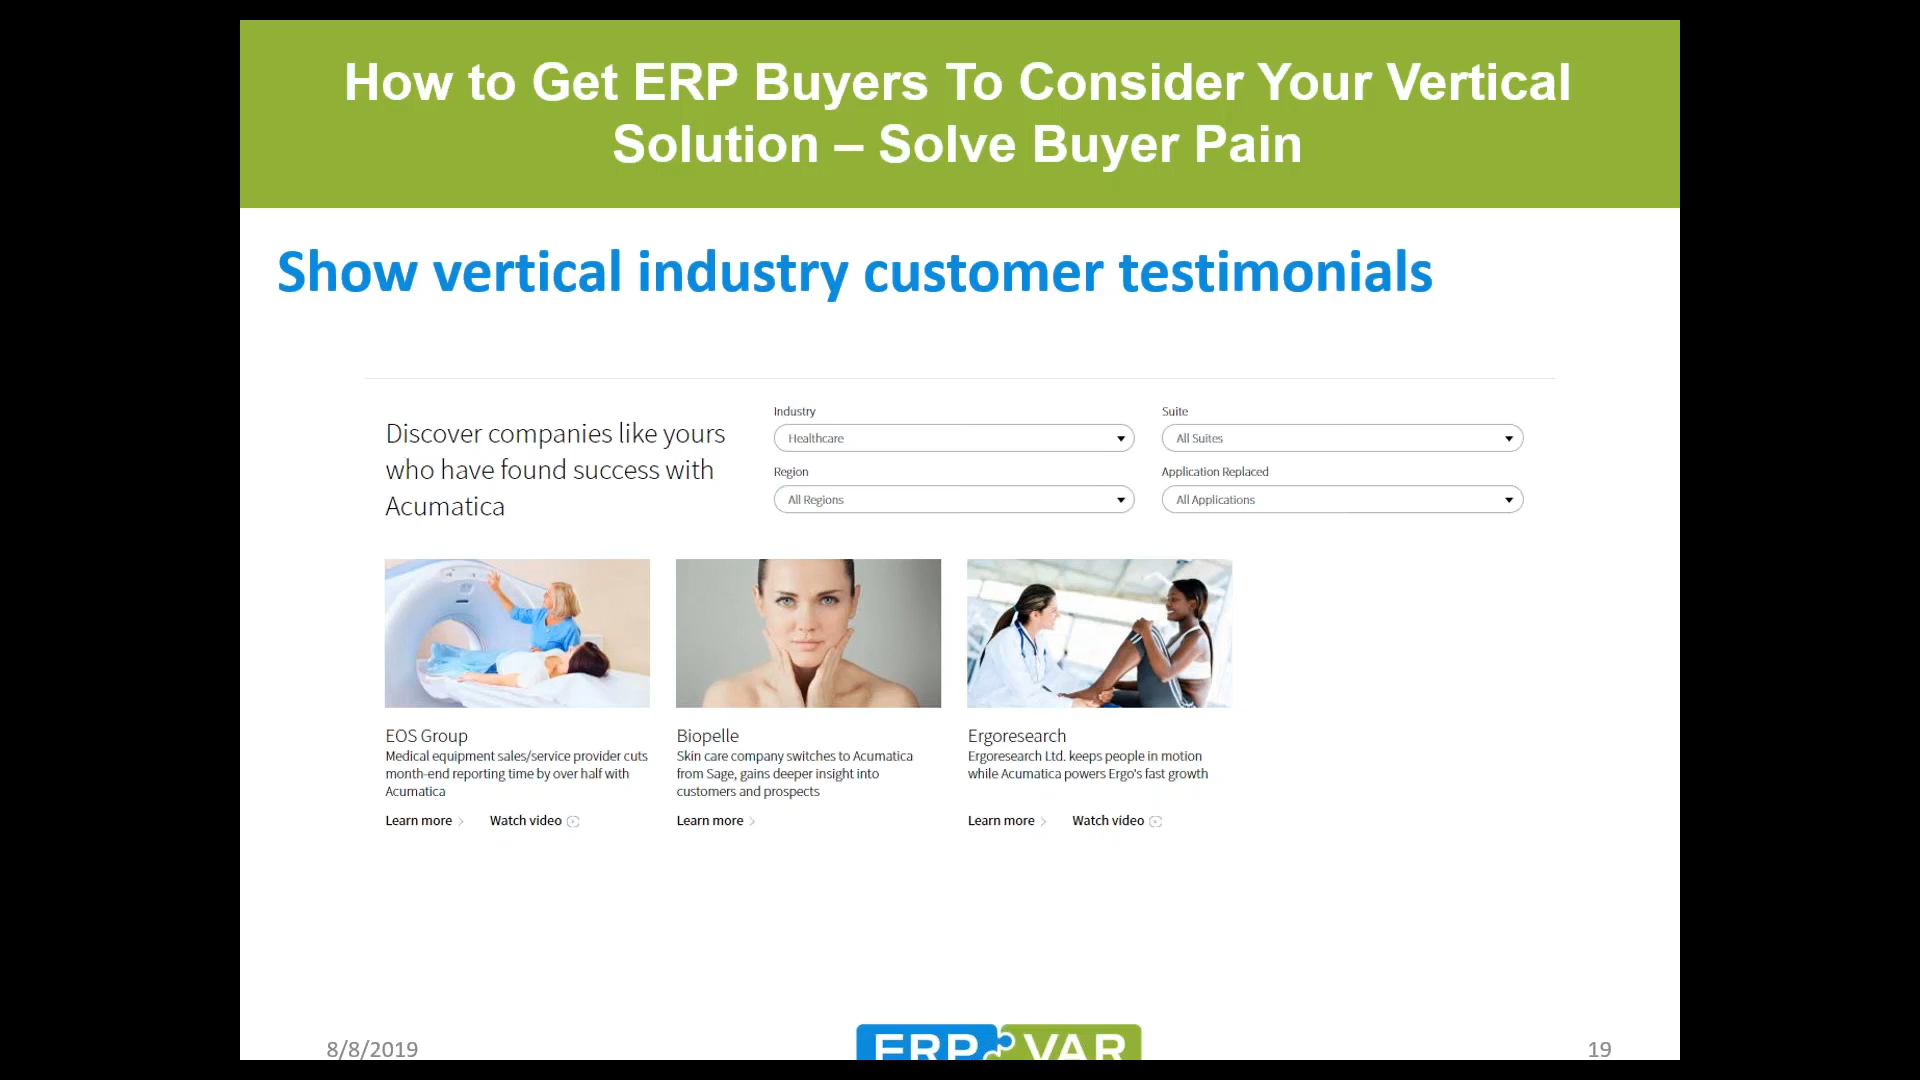 How to Get ERP Buyers To Consider Your Vertical
Solution – Solve Buyer Pain
Show vertical industry customer testimonials
Discover companies like yours
who have found success with
Acumatica
Industry
Healthcare
Suite
All Suites
Region
All Regions
Application Replaced
All Applications
EOS Group
Medical equipment sales/service provider cuts
month-end reporting time by over half with
Acumatica
Learn more
Watch video
Biopelle
Skin care company switches to Acumatica
from Sage, gains deeper insight into
customers and prospects
Learn more
Ergoresearch
Ergoresearch Ltd. keeps people in motion
while Acumatica powers Ergo's fast growth
Learn more
Watch video
8/8/2019
ERP VAR
19